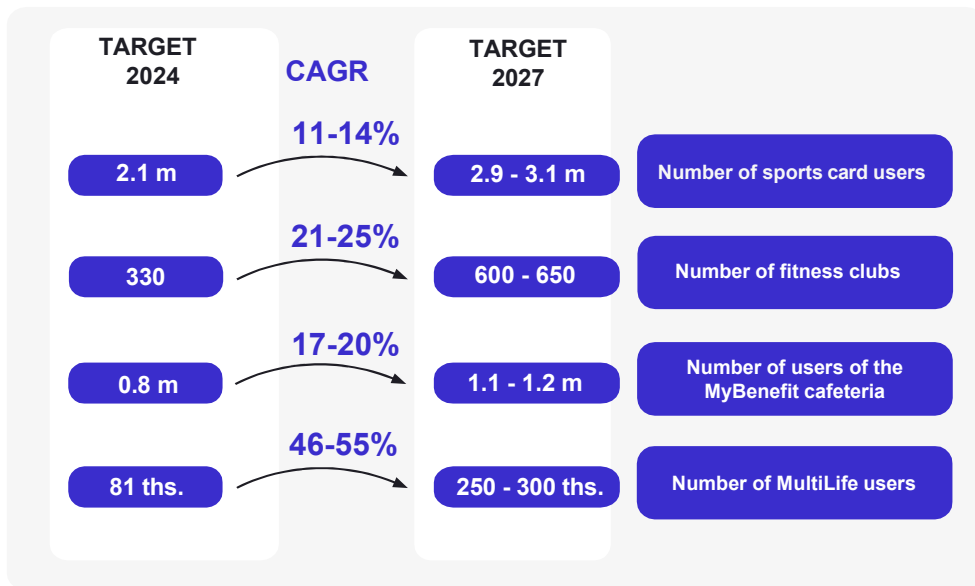 TARGET
2024
CAGR
TARGET
2027
11-14%
2.1 m
2.9 - 3.1 m
Number of sports card users
21-25%
330
600 - 650
Number of fitness clubs
17-20%
0.8 m
1.1 - 1.2 m
Number of users of the
MyBenefit cafeteria
46-55%
81 ths.
250 - 300 ths.
Number of MultiLife users